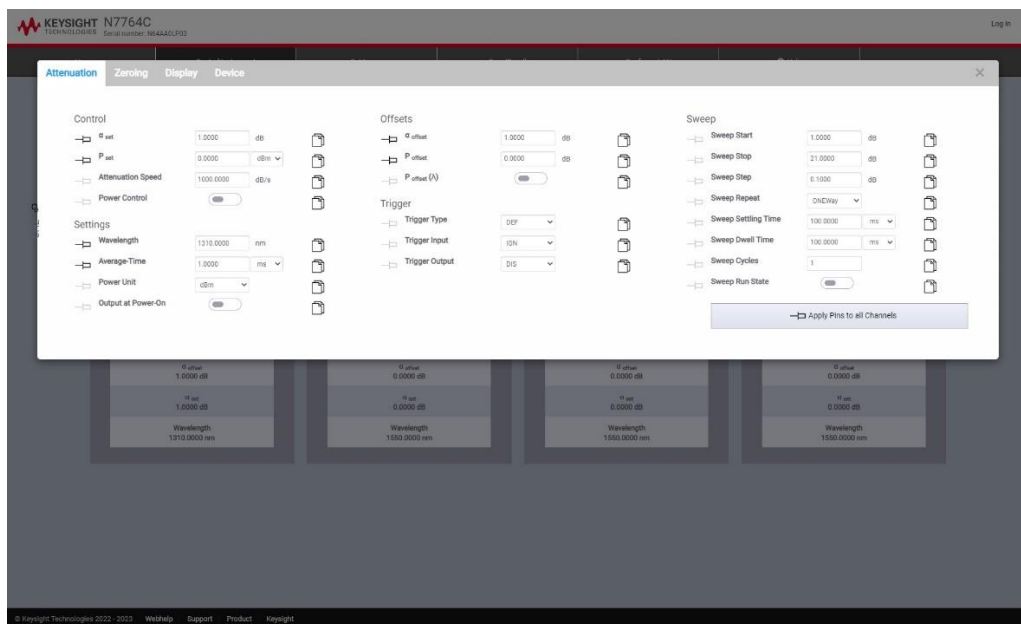 KEYSIGHT N7764C
TECHNOLOGIES Serial number: N64AACLP02
Log In
Attenuation Zeroing Display Device
Control
α set 1.0000 dB
P set 0.0000 dBm
Attenuation Speed 1000.0000 dB/s
Power Control
Settings
Wavelength 1310.0000 nm
Average-Time 1.0000 ms
Power Unit dBm
Output at Power-On
Offsets
α offset 1.0000 dB
P offset 0.0000 dB
P offset (λ)
Trigger
Trigger Type DEF
Trigger Input IGN
Trigger Output DIS
Sweep
Sweep Start 1.0000 dB
Sweep Stop 21.0000 dB
Sweep Step 0.1000 dB
Sweep Repeat ONEWay
Sweep Settling Time 100.0000 ms
Sweep Dwell Time 100.0000 ms
Sweep Cycles 1
Sweep Run State
Apply Pins to all Channels
α offset α offset α offset α offset
1.0000 dB 0.0000 dB 0.0000 dB 0.0000 dB
α set α set α set α set
1.0000 dB 0.0000 dB 0.0000 dB 0.0000 dB
Wavelength Wavelength Wavelength Wavelength
1310.0000 nm 1550.0000 nm 1550.0000 nm 1550.0000 nm
© Keysight Technologies 2022 - 2023 Webhelp Support Product Keysight